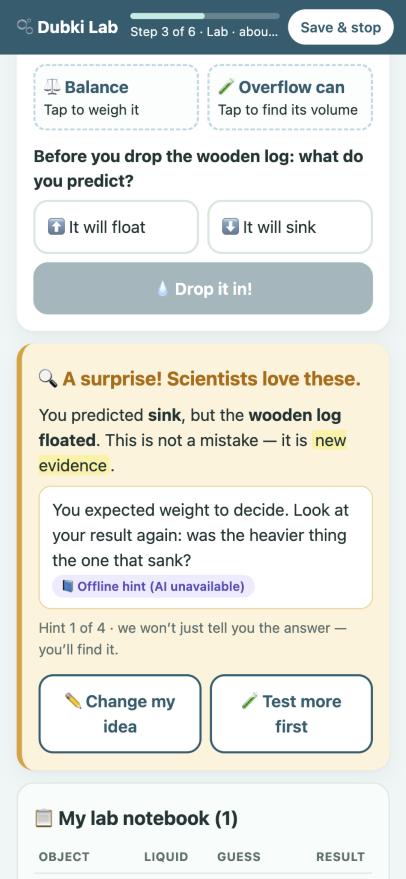 Dubki Lab
Step 3 of 6 · Lab · abou...
Save & stop
Balance
Tap to weigh it
Overflow can
Tap to find its volume
Before you drop the wooden log: what do
you predict?
It will float
It will sink
Drop it in!
A surprise! Scientists love these.
You predicted sink, but the wooden log
floated. This is not a mistake — it is new
evidence.
You expected weight to decide. Look at
your result again: was the heavier thing
the one that sank?
Offline hint (AI unavailable)
Hint 1 of 4 · we won't just tell you the answer —
you'll find it.
Change my
idea
Test more
first
My lab notebook (1)
OBJECT LIQUID GUESS RESULT